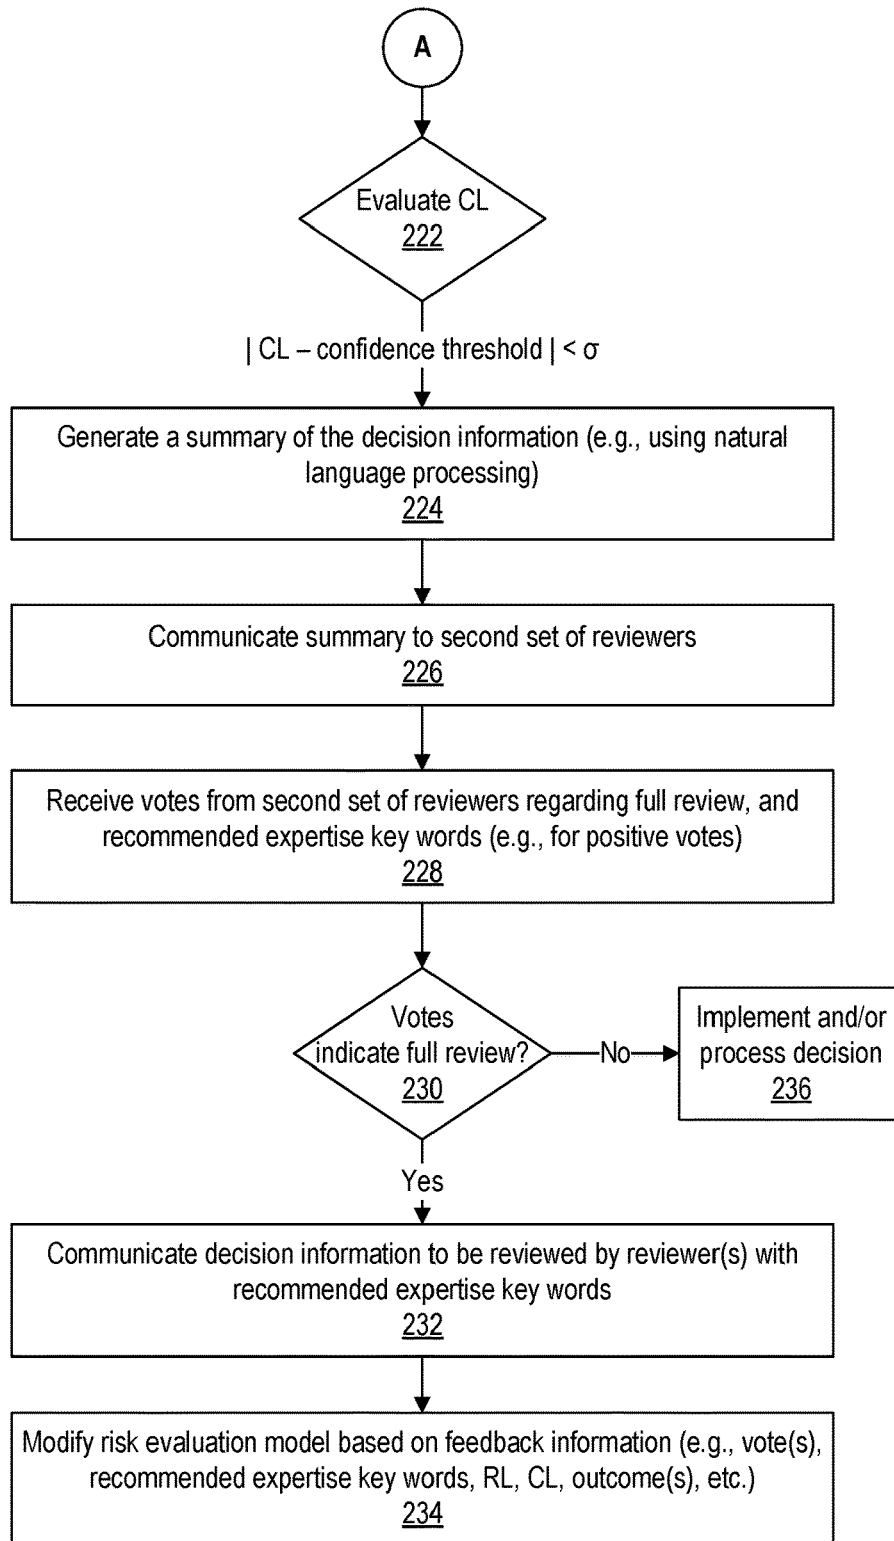 A
Evaluate CL
222
| CL – confidence threshold | < σ
Generate a summary of the decision information (e.g., using natural
language processing)
224
Communicate summary to second set of reviewers
226
Receive votes from second set of reviewers regarding full review, and
recommended expertise key words (e.g., for positive votes)
228
Votes
indicate full review?
230
No
Implement and/or
process decision
236
Yes
Communicate decision information to be reviewed by reviewer(s) with
recommended expertise key words
232
Modify risk evaluation model based on feedback information (e.g., vote(s),
recommended expertise key words, RL, CL, outcome(s), etc.)
234